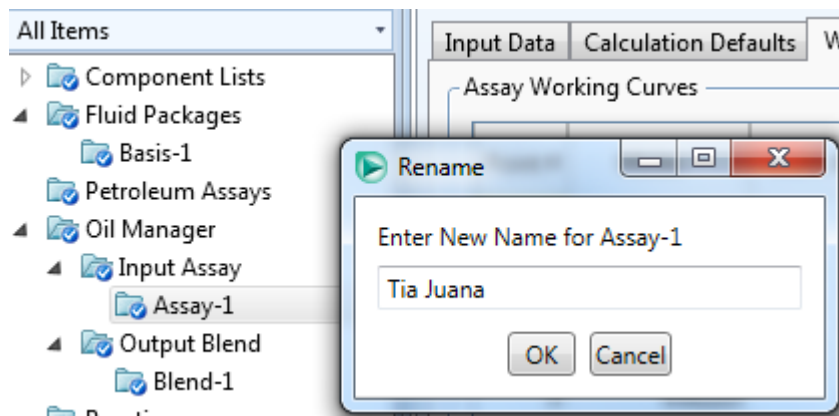 All Items
Component Lists
Fluid Packages
Basis-1
Petroleum Assays
Oil Manager
Input Assay
Assay-1
Output Blend
Blend-1
Input Data
Calculation Defaults
W
Assay Working Curves
Rename
Enter New Name for Assay-1
Tia Juana
OK
Cancel